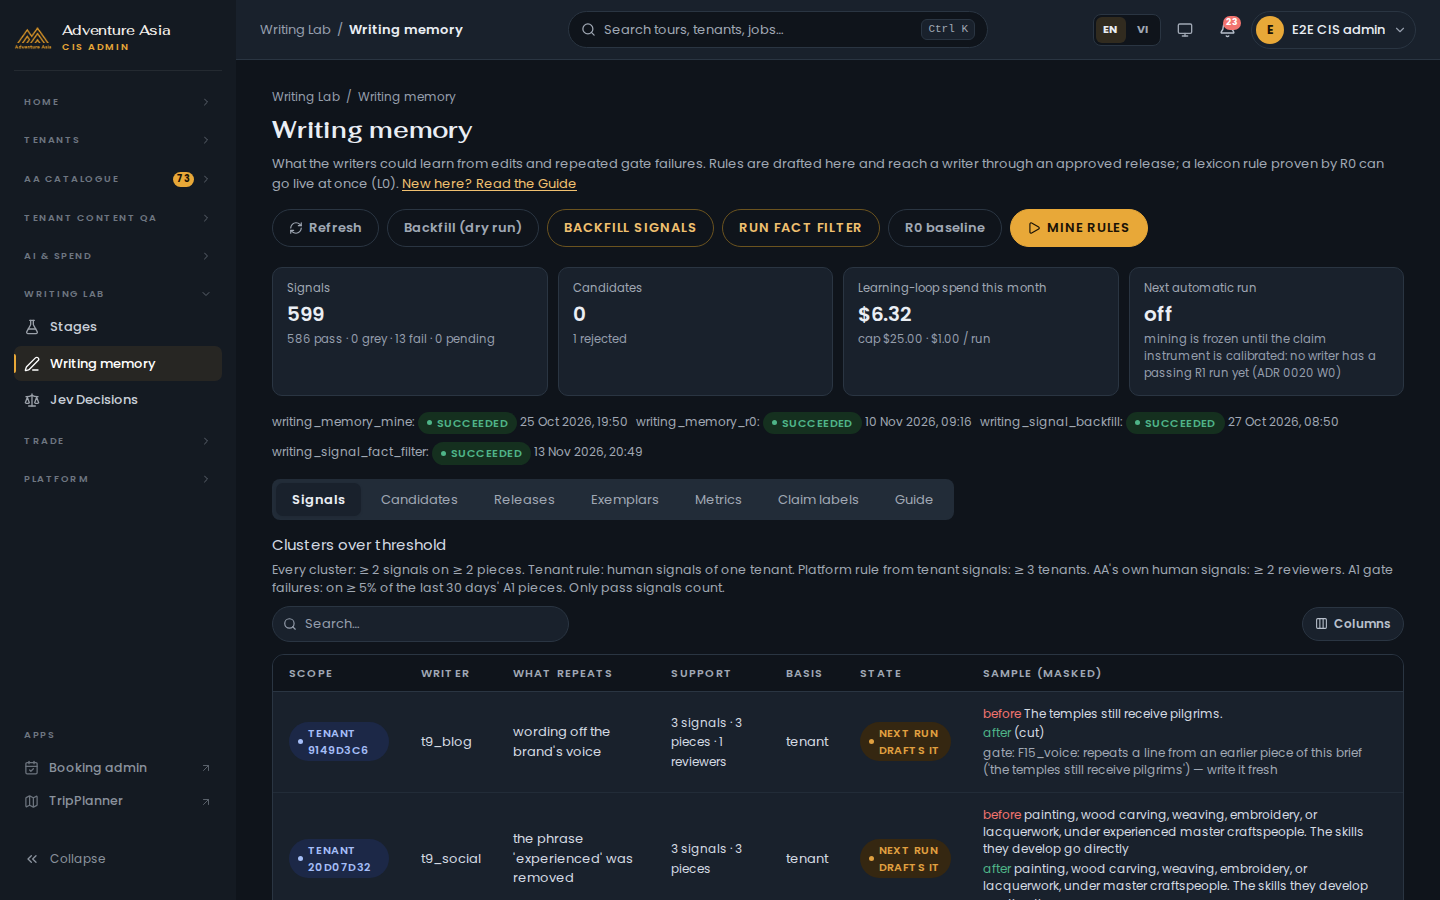 Adventure Asia
CIS ADMIN
Adventure Asia
HOME
TENANTS
AA CATALOGUE
73
TENANT CONTENT QA
AI & SPEND
WRITING LAB
Stages
Writing memory
Jev Decisions
TRADE
PLATFORM
APPS
Booking admin
TripPlanner
Collapse
Writing Lab / Writing memory
Search tours, tenants, jobs...
Ctrl K
EN VI
23
E
E2E CIS admin
Writing Lab / Writing memory
Writing memory
What the writers could learn from edits and repeated gate failures. Rules are drafted here and reach a writer through an approved release; a lexicon rule proven by R0 can
go live at once (L0). New here? Read the Guide
Refresh
Backfill (dry run)
BACKFILL SIGNALS
RUN FACT FILTER
R0 baseline
MINE RULES
Signals
599
586 pass · 0 grey · 13 fail · 0 pending
Candidates
0
1 rejected
Learning-loop spend this month
$6.32
cap $25.00 · $1.00 / run
Next automatic run
off
mining is frozen until the claim
instrument is calibrated: no writer has a
passing R1 run yet (ADR 0020 W0)
writing_memory_mine: SUCCEEDED 25 Oct 2026, 19:50 writing_memory_r0: SUCCEEDED 10 Nov 2026, 09:16 writing_signal_backfill: SUCCEEDED 27 Oct 2026, 08:50
writing_signal_fact_filter: SUCCEEDED 13 Nov 2026, 20:49
Signals
Candidates
Releases
Exemplars
Metrics
Claim labels
Guide
Clusters over threshold
Every cluster: ≥ 2 signals on ≥ 2 pieces. Tenant rule: human signals of one tenant. Platform rule from tenant signals: ≥ 3 tenants. AA's own human signals: ≥ 2 reviewers. A1 gate
failures: on ≥ 5% of the last 30 days' A1 pieces. Only pass signals count.
Search...
Columns
SCOPE WRITER WHAT REPEATS SUPPORT BASIS STATE SAMPLE (MASKED)
TENANT
9149D3C6
t9_blog
wording off the
brand's voice
3 signals · 3
pieces · 1
reviewers
tenant
NEXT RUN
DRAFTS IT
before The temples still receive pilgrims.
after (cut)
gate: F15_voice: repeats a line from an earlier piece of this brief
('the temples still receive pilgrims') — write it fresh
TENANT
20D07D32
t9_social
the phrase
'experienced' was
removed
3 signals · 3
pieces
tenant
NEXT RUN
DRAFTS IT
before painting, wood carving, weaving, embroidery, or
lacquerwork, under experienced master craftspeople. The skills
they develop go directly
after painting, wood carving, weaving, embroidery, or
lacquerwork, under master craftspeople. The skills they develop